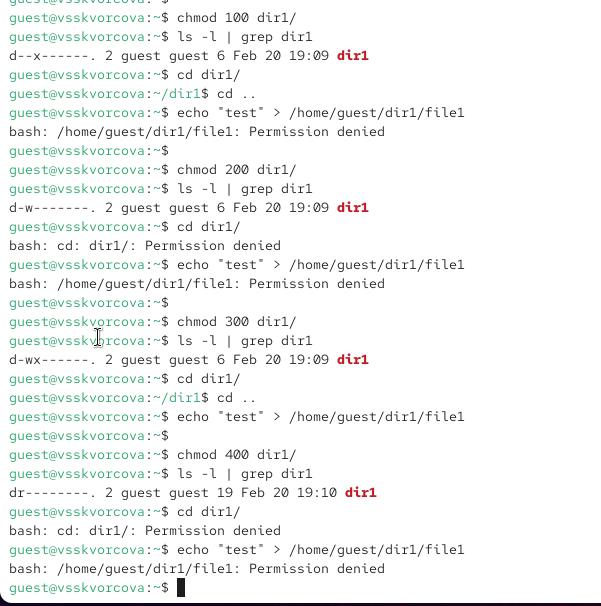 guest@vsskvorcova:~$ chmod 100 dir1/
guest@vsskvorcova:~$ ls -l | grep dir1
d--x------. 2 guest guest 6 Feb 20 19:09 dir1
guest@vsskvorcova:~$ cd dir1/
guest@vsskvorcova:~/dir1$ cd ..
guest@vsskvorcova:~$ echo "test" > /home/guest/dir1/file1
bash: /home/guest/dir1/file1: Permission denied
guest@vsskvorcova:~$
guest@vsskvorcova:~$ chmod 200 dir1/
guest@vsskvorcova:~$ ls -l | grep dir1
d-w-------. 2 guest guest 6 Feb 20 19:09 dir1
guest@vsskvorcova:~$ cd dir1/
bash: cd: dir1/: Permission denied
guest@vsskvorcova:~$ echo "test" > /home/guest/dir1/file1
bash: /home/guest/dir1/file1: Permission denied
guest@vsskvorcova:~$
guest@vsskvorcova:~$ chmod 300 dir1/
guest@vsskvorcova:~$ ls -l | grep dir1
d-wx------. 2 guest guest 6 Feb 20 19:09 dir1
guest@vsskvorcova:~$ cd dir1/
guest@vsskvorcova:~/dir1$ cd ..
guest@vsskvorcova:~$ echo "test" > /home/guest/dir1/file1
guest@vsskvorcova:~$
guest@vsskvorcova:~$ chmod 400 dir1/
guest@vsskvorcova:~$ ls -l | grep dir1
dr--------. 2 guest guest 19 Feb 20 19:10 dir1
guest@vsskvorcova:~$ cd dir1/
bash: cd: dir1/: Permission denied
guest@vsskvorcova:~$ echo "test" > /home/guest/dir1/file1
bash: /home/guest/dir1/file1: Permission denied
guest@vsskvorcova:~$